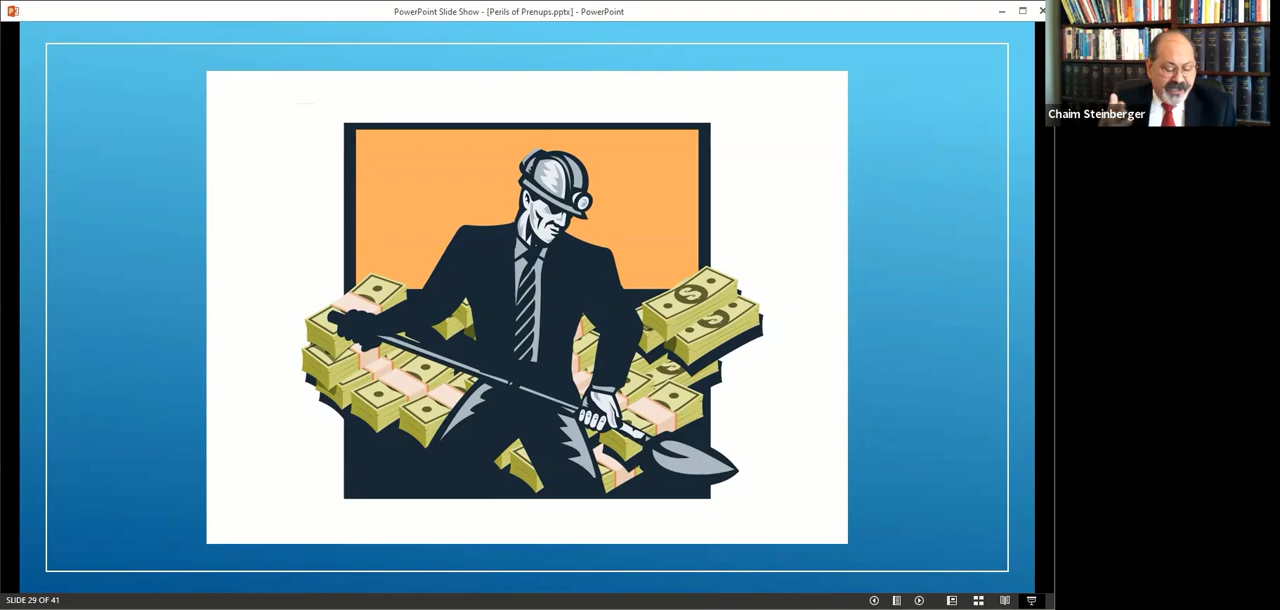 PowerPoint Slide Show - [Perils of Prenups.pptx] - PowerPoint
Chaim Steinberger
SLIDE 29 OF 41